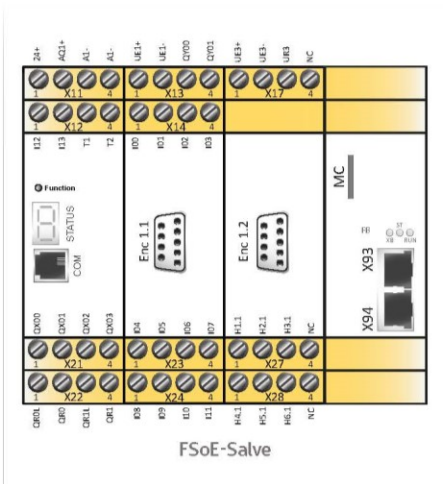 24+ AQ1+ A1- A1- UE1+ UE1- QY00 QY01 UE3+ UE3- UR3 NC
1 X11 4 1 X13 4 1 X17 4
1 X12 4 1 X14 4
I12 I13 T1 T2 I00 I01 I02 I03
MC
Function
STATUS
COM
Enc 1.1
Enc 1.2
FB
ST
XB RUN
X93
X94
QX00 QX01 QX02 QX03 I04 I05 I06 I07 H1.1 H2.1 H3.1 NC
1 X21 4 1 X23 4 1 X27 4
1 X22 4 1 X24 4 1 X28 4
QR0L QR0 QR1L QR1 I08 I09 I10 I11 H4.1 H5.1 H6.1 NC
FSoE-Salve